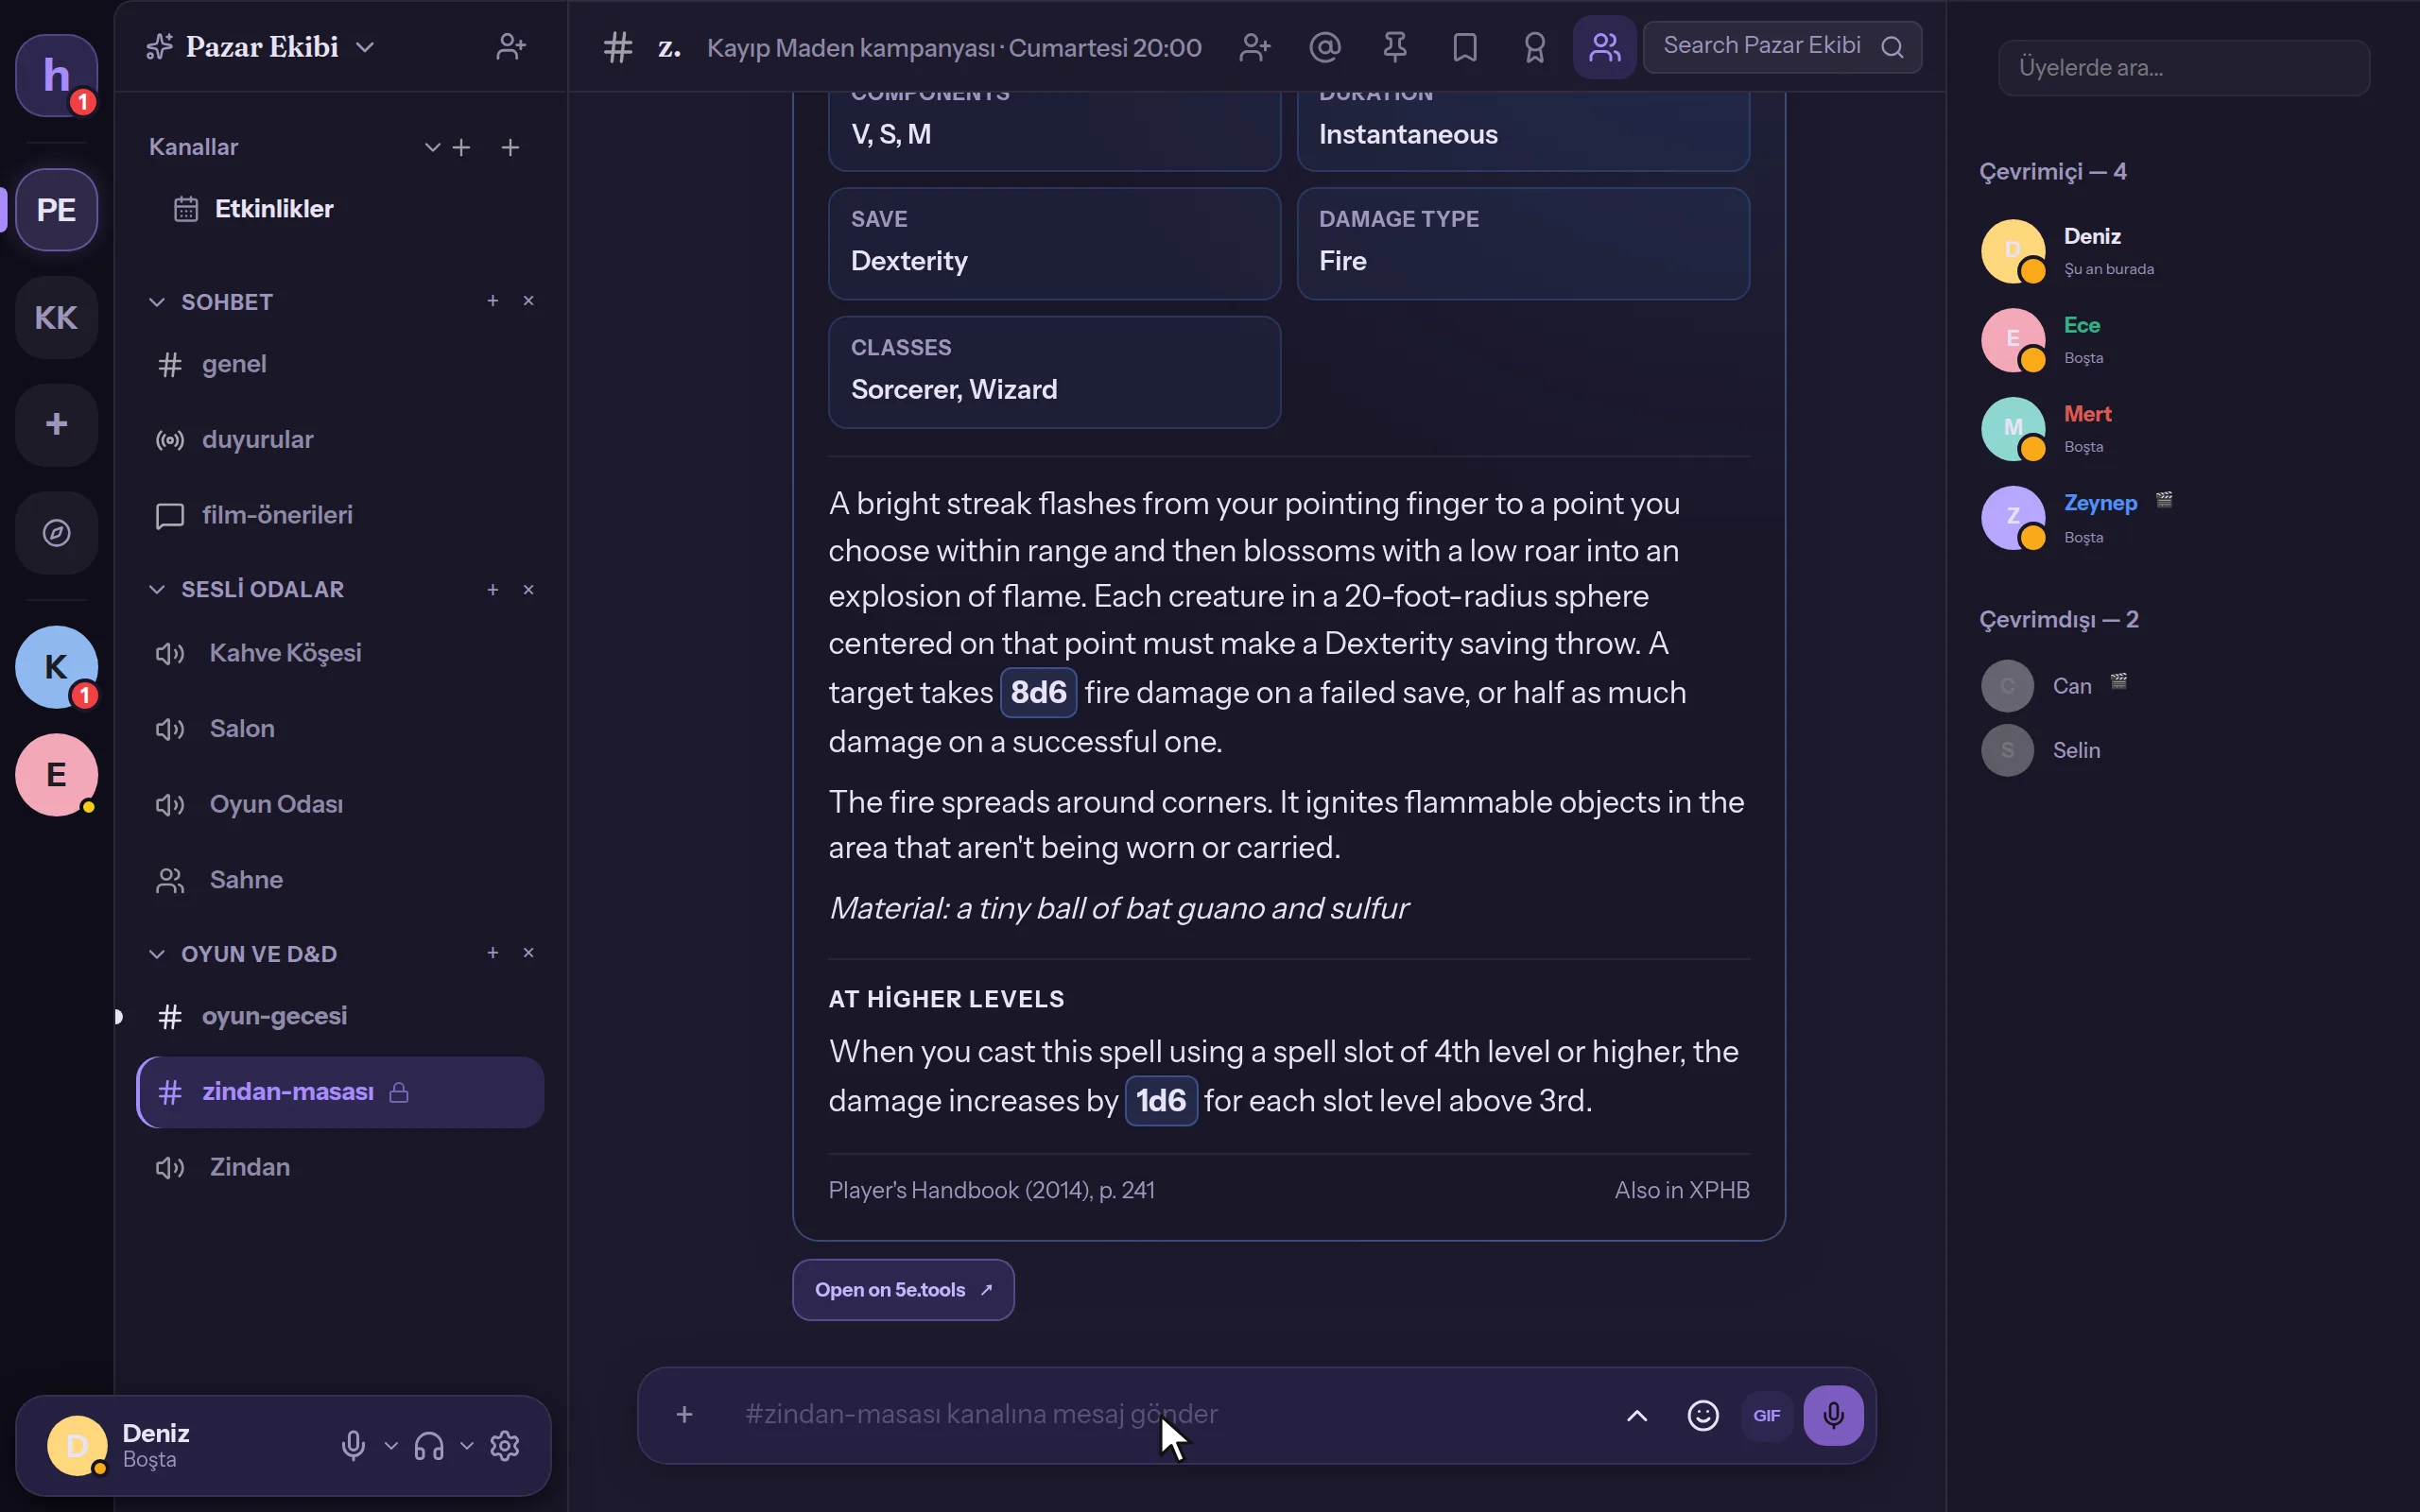 h
1
PE
KK
+
K
1
E
Pazar Ekibi
Kanallar
Etkinlikler
SOHBET
genel
duyurular
film-önerileri
SESLİ ODALAR
Kahve Köşesi
Salon
Oyun Odası
Sahne
OYUN VE D&D
oyun-gecesi
zindan-masası
Zindan
D
Deniz
Boşta
# z. Kayıp Maden kampanyası · Cumartesi 20:00
Search Pazar Ekibi
COMPONENTS
V, S, M
DURATION
Instantaneous
SAVE
Dexterity
DAMAGE TYPE
Fire
CLASSES
Sorcerer, Wizard
A bright streak flashes from your pointing finger to a point you
choose within range and then blossoms with a low roar into an
explosion of flame. Each creature in a 20-foot-radius sphere
centered on that point must make a Dexterity saving throw. A
target takes 8d6 fire damage on a failed save, or half as much
damage on a successful one.
The fire spreads around corners. It ignites flammable objects in the
area that aren't being worn or carried.
Material: a tiny ball of bat guano and sulfur
AT HİGHER LEVELS
When you cast this spell using a spell slot of 4th level or higher, the
damage increases by 1d6 for each slot level above 3rd.
Player's Handbook (2014), p. 241
Also in XPHB
Open on 5e.tools ↗
#zindan-masası kanalına mesaj gönder
GIF
Üyelerde ara...
Çevrimiçi — 4
D
Deniz
Şu an burada
E
Ece
Boşta
M
Mert
Boşta
Z
Zeynep
Boşta
Çevrimdışı — 2
C
Can
S
Selin